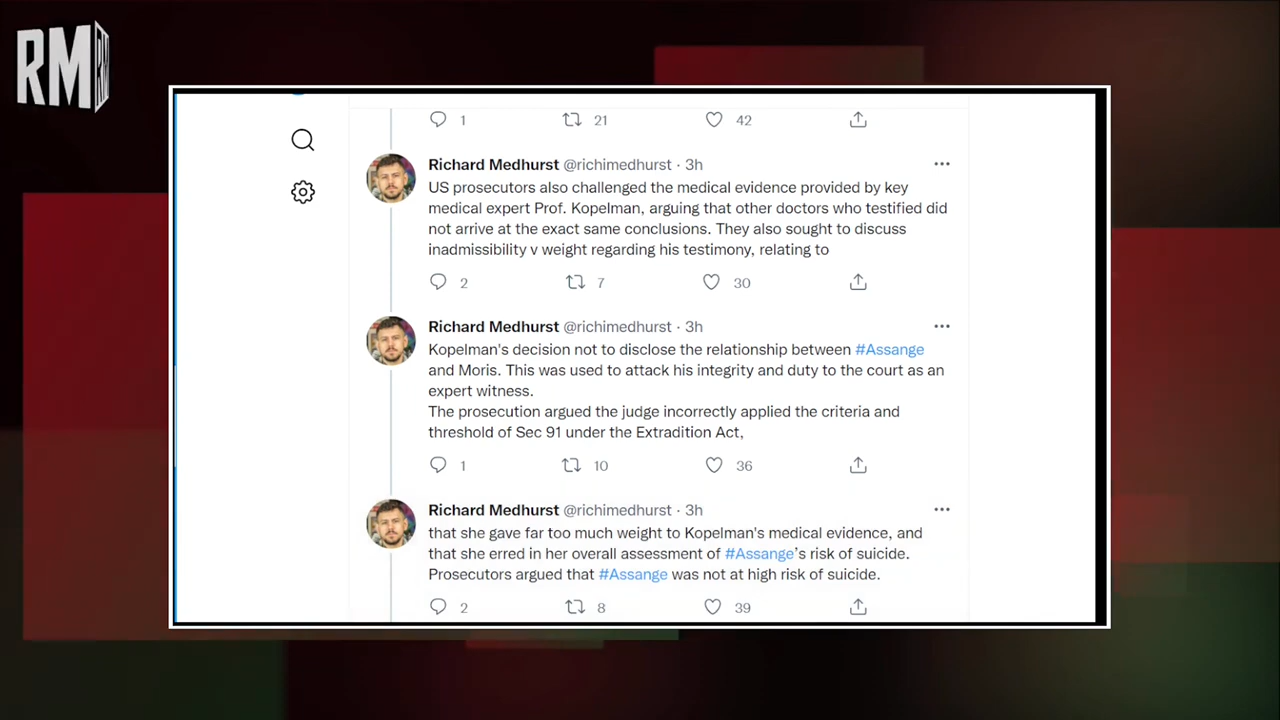 RM
1 21 42
Richard Medhurst @richimedhurst · 3h
US prosecutors also challenged the medical evidence provided by key
medical expert Prof. Kopelman, arguing that other doctors who testified did
not arrive at the exact same conclusions. They also sought to discuss
inadmissibility v weight regarding his testimony, relating to
2 7 30
Richard Medhurst @richimedhurst · 3h
Kopelman's decision not to disclose the relationship between #Assange
and Moris. This was used to attack his integrity and duty to the court as an
expert witness.
The prosecution argued the judge incorrectly applied the criteria and
threshold of Sec 91 under the Extradition Act,
1 10 36
Richard Medhurst @richimedhurst · 3h
that she gave far too much weight to Kopelman's medical evidence, and
that she erred in her overall assessment of #Assange's risk of suicide.
Prosecutors argued that #Assange was not at high risk of suicide.
2 8 39